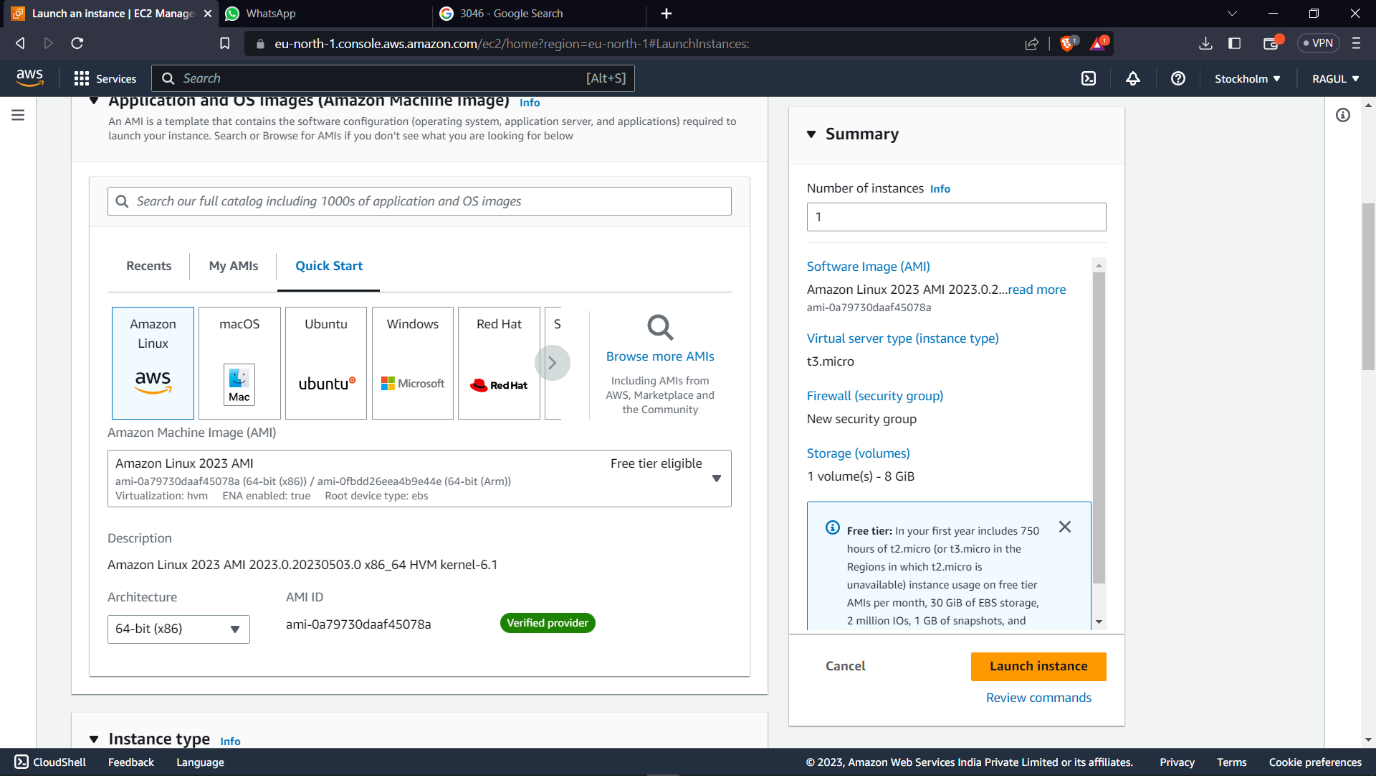 Launch an instance | EC2 Manage
WhatsApp
3046 - Google Search
eu-north-1.console.aws.amazon.com/ec2/home?region=eu-north-1#LaunchInstances:
1
1
VPN
aws
Services
Search
[Alt+S]
Stockholm
RAGUL
Application and OS Images (Amazon Machine Image) Info
An AMI is a template that contains the software configuration (operating system, application server, and applications) required to
launch your instance. Search or Browse for AMIs if you don't see what you are looking for below
Search our full catalog including 1000s of application and OS images
Recents
My AMIs
Quick Start
Amazon
Linux
aws
macOS
Mac
Ubuntu
ubuntu
Windows
Microsoft
Red Hat
Red Hat
S
Browse more AMIs
Including AMIs from
AWS, Marketplace and
the Community
Amazon Machine Image (AMI)
Amazon Linux 2023 AMI
Free tier eligible
ami-0a79730daaf45078a (64-bit (x86)) / ami-0fbdd26eea4b9e44e (64-bit (Arm))
Virtualization: hvm ENA enabled: true Root device type: ebs
Description
Amazon Linux 2023 AMI 2023.0.20230503.0 x86_64 HVM kernel-6.1
Architecture
AMI ID
64-bit (x86)
ami-0a79730daaf45078a
Verified provider
Instance type Info
Summary
Number of instances Info
1
Software Image (AMI)
Amazon Linux 2023 AMI 2023.0.2...read more
ami-0a79730daaf45078a
Virtual server type (instance type)
t3.micro
Firewall (security group)
New security group
Storage (volumes)
1 volume(s) - 8 GiB
Free tier: In your first year includes 750
hours of t2.micro (or t3.micro in the
Regions in which t2.micro is
unavailable) instance usage on free tier
AMIs per month, 30 GiB of EBS storage,
2 million IOs, 1 GB of snapshots, and
Cancel
Launch instance
Review commands
CloudShell
Feedback
Language
© 2023, Amazon Web Services India Private Limited or its affiliates.
Privacy
Terms
Cookie preferences